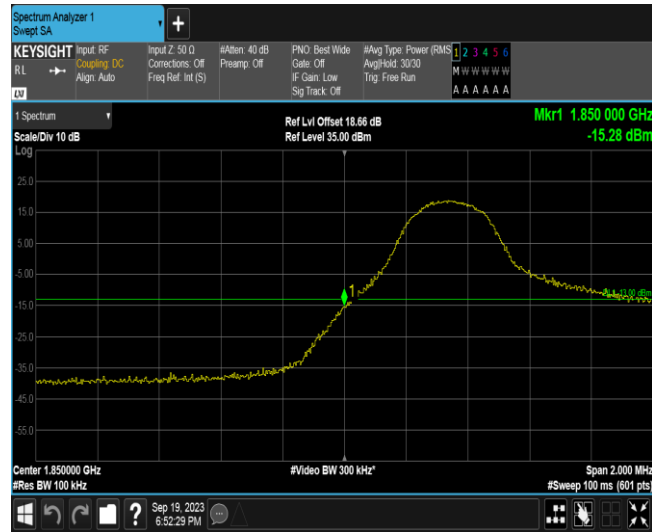 Spectrum Analyzer 1
Swept SA
KEYSIGHT
RL
LXI
Input: RF
Coupling: DC
Align: Auto
Input Z: 50 Ω
Corrections: Off
Freq Ref: Int (S)
#Atten: 40 dB
Preamp: Off
PNO: Best Wide
Gate: Off
IF Gain: Low
Sig Track: Off
#Avg Type: Power (RMS
Avg|Hold: 30/30
Trig: Free Run
1 2 3 4 5 6
M W W W W W
A A A A A A
1 Spectrum
Scale/Div 10 dB
Ref Lvl Offset 18.66 dB
Ref Level 35.00 dBm
Mkr1 1.850 000 GHz
-15.28 dBm
Log
25.0
15.0
5.00
-5.00
-15.0
-25.0
-35.0
-45.0
-55.0
1
-13.00 dBm
Center 1.850000 GHz
#Res BW 100 kHz
#Video BW 300 kHz*
Span 2.000 MHz
#Sweep 100 ms (601 pts)
?
Sep 19, 2023
6:52:29 PM